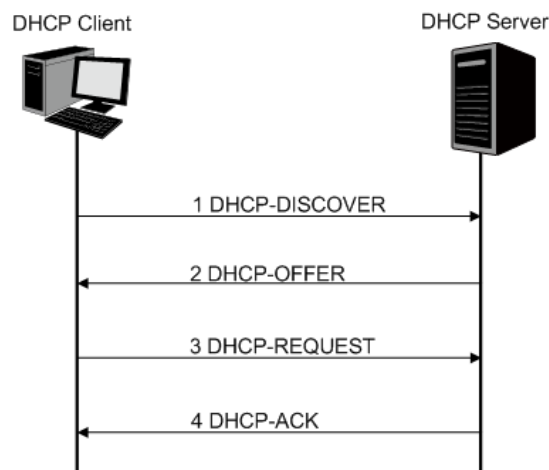 DHCP Client
DHCP Server
1 DHCP-DISCOVER
2 DHCP-OFFER
3 DHCP-REQUEST
4 DHCP-ACK